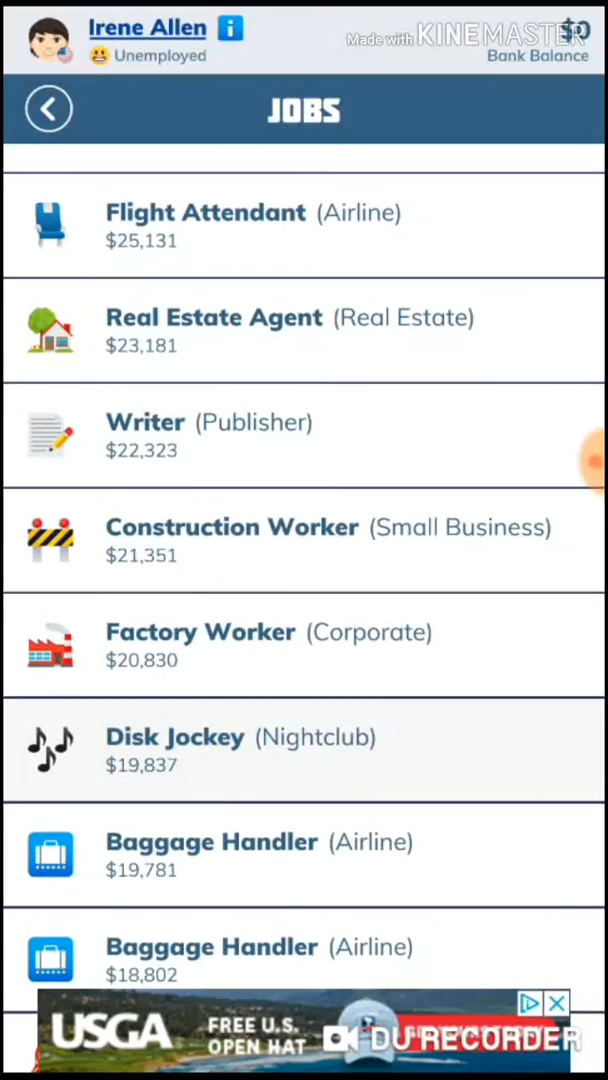 Irene Allen
Unemployed
Made with KINEMASTER
$0
Bank Balance
JOBS
Flight Attendant (Airline)
$25,131
Real Estate Agent (Real Estate)
$23,181
Writer (Publisher)
$22,323
Construction Worker (Small Business)
$21,351
Factory Worker (Corporate)
$20,830
Disk Jockey (Nightclub)
$19,837
Baggage Handler (Airline)
$19,781
Baggage Handler (Airline)
$18,802
USGA
FREE U.S.
OPEN HAT
DU RECORDER